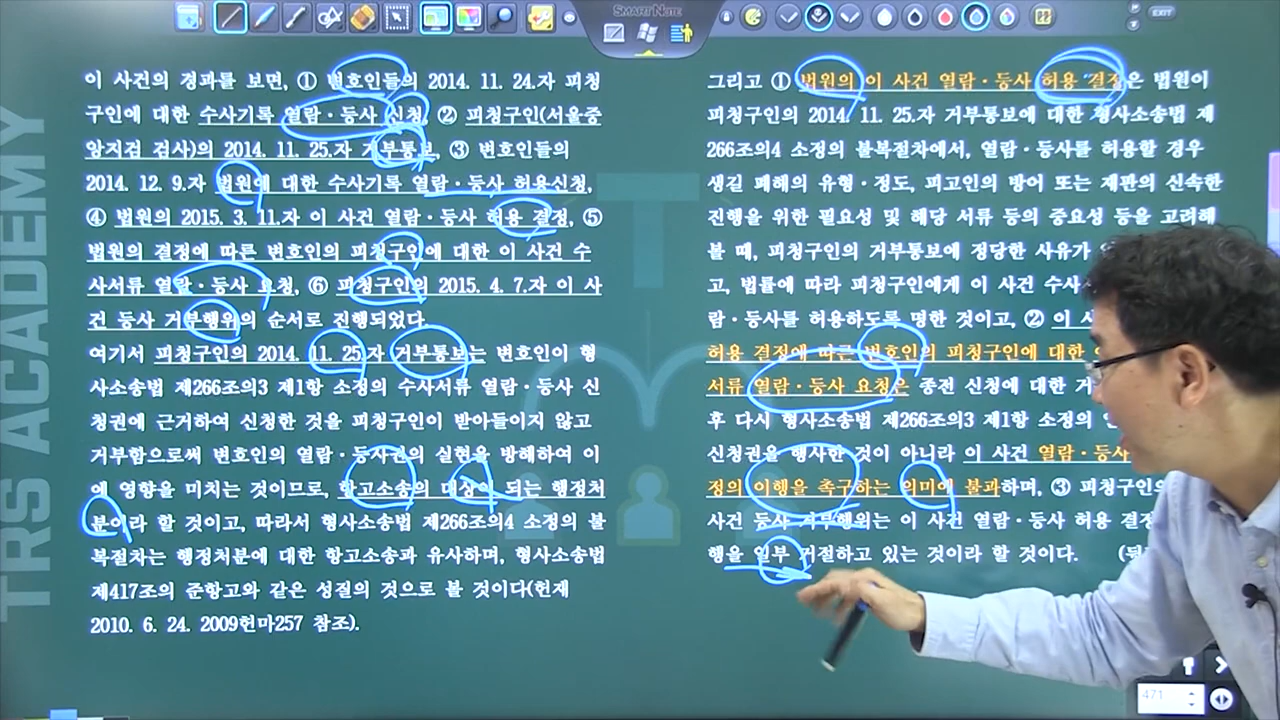 SMART NOTE
EXIT
TRS ACADEMY
이 사건의 경과를 보면, ① 변호인들의 2014. 11. 24.자 피청
구인에 대한 수사기록 열람·등사 신청, ② 피청구인(서울중
앙지검 검사)의 2014. 11. 25.자 거부통보, ③ 변호인들의
2014. 12. 9.자 법원에 대한 수사기록 열람·등사 허용신청,
④ 법원의 2015. 3. 11.자 이 사건 열람·등사 허용 결정, ⑤
법원의 결정에 따른 변호인의 피청구인에 대한 이 사건 수
사서류 열람·등사 요청, ⑥ 피청구인의 2015. 4. 7.자 이 사
건 등사 거부행위의 순서로 진행되었다.
여기서 피청구인의 2014. 11. 25.자 거부통보는 변호인이 형
사소송법 제266조의3 제1항 소정의 수사서류 열람·등사 신
청권에 근거하여 신청한 것을 피청구인이 받아들이지 않고
거부함으로써 변호인의 열람·등사권의 실현을 방해하여 이
에 영향을 미치는 것이므로, 항고소송의 대상이 되는 행정처
분이라 할 것이고, 따라서 형사소송법 제266조의4 소정의 불
복절차는 행정처분에 대한 항고소송과 유사하며, 형사소송법
제417조의 준항고와 같은 성질의 것으로 볼 것이다(헌재
2010. 6. 24. 2009헌마257 참조).
그리고 ① 법원의 이 사건 열람·등사 허용 결정은 법원이
피청구인의 2014. 11. 25.자 거부통보에 대한 형사소송법 제
266조의4 소정의 불복절차에서, 열람·등사를 허용할 경우
생길 폐해의 유형·정도, 피고인의 방어 또는 재판의 신속한
진행을 위한 필요성 및 해당 서류 등의 중요성 등을 고려해
볼 때, 피청구인의 거부통보에 정당한 사유가
고, 법률에 따라 피청구인에게 이 사건 수사
람·등사를 허용하도록 명한 것이고, ② 이
허용 결정에 따른 변호인의 피청구인에 대한
서류 열람·등사 요청은 종전 신청에 대한
후 다시 형사소송법 제266조의3 제1항 소정의
신청권을 행사한 것이 아니라 이 사건 열람·등사
정의 이행을 촉구하는 의미에 불과하며, ③ 피청구인의
사건 등사 거부행위는 이 사건 열람·등사 허용 결정
행을 일부 거절하고 있는 것이라 할 것이다.
471